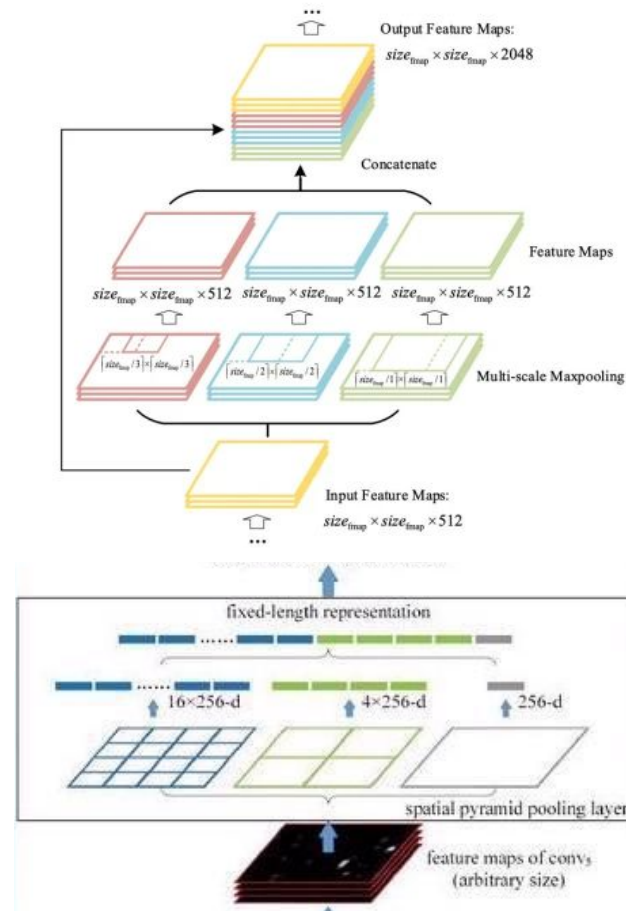 ...
Output Feature Maps:
size_fmap × size_fmap × 2048
Concatenate
Feature Maps
size_fmap × size_fmap × 512 size_fmap × size_fmap × 512 size_fmap × size_fmap × 512
⌈size_fmap / 3⌉×⌈size_fmap / 3⌉ ⌈size_fmap / 2⌉×⌈size_fmap / 2⌉ ⌈size_fmap / 1⌉×⌈size_fmap / 1⌉
Multi-scale Maxpooling
Input Feature Maps:
size_fmap × size_fmap × 512
...
fixed-length representation
......
......
16×256-d 4×256-d 256-d
spatial pyramid pooling layer
feature maps of conv₅
(arbitrary size)